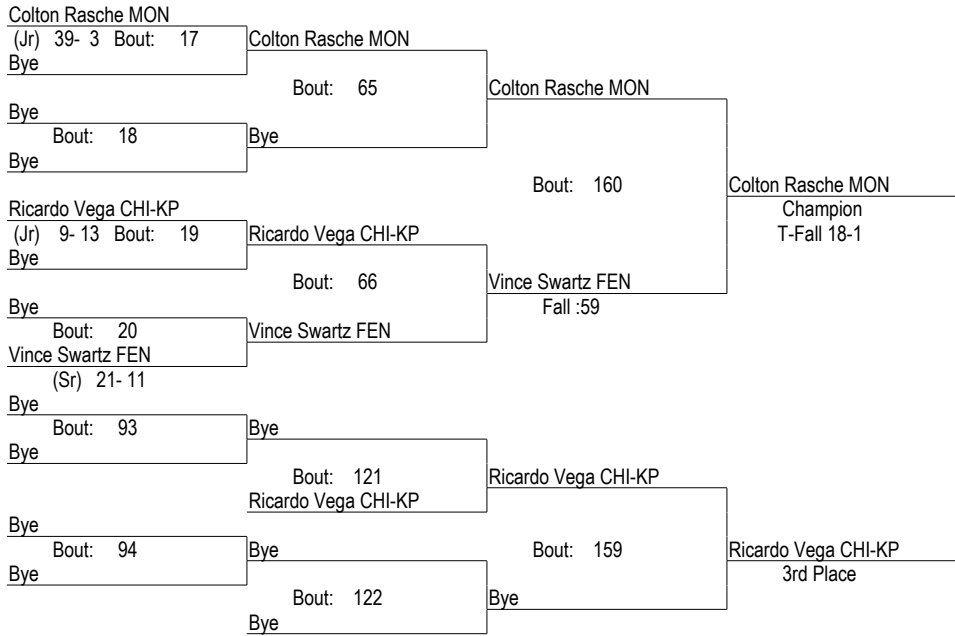 Colton Rasche MON
(Jr) 39- 3 Bout: 17 Colton Rasche MON
Bye
Bout: 65 Colton Rasche MON
Bye
Bout: 18 Bye
Bye
Bout: 160 Colton Rasche MON
Ricardo Vega CHI-KP Champion
(Jr) 9- 13 Bout: 19 Ricardo Vega CHI-KP T-Fall 18-1
Bye
Bout: 66 Vince Swartz FEN
Bye Fall :59
Bout: 20 Vince Swartz FEN
Vince Swartz FEN
(Sr) 21- 11
Bye
Bout: 93 Bye
Bye
Bout: 121 Ricardo Vega CHI-KP
Ricardo Vega CHI-KP
Bye
Bout: 94 Bye Bout: 159 Ricardo Vega CHI-KP
Bye 3rd Place
Bout: 122 Bye
Bye